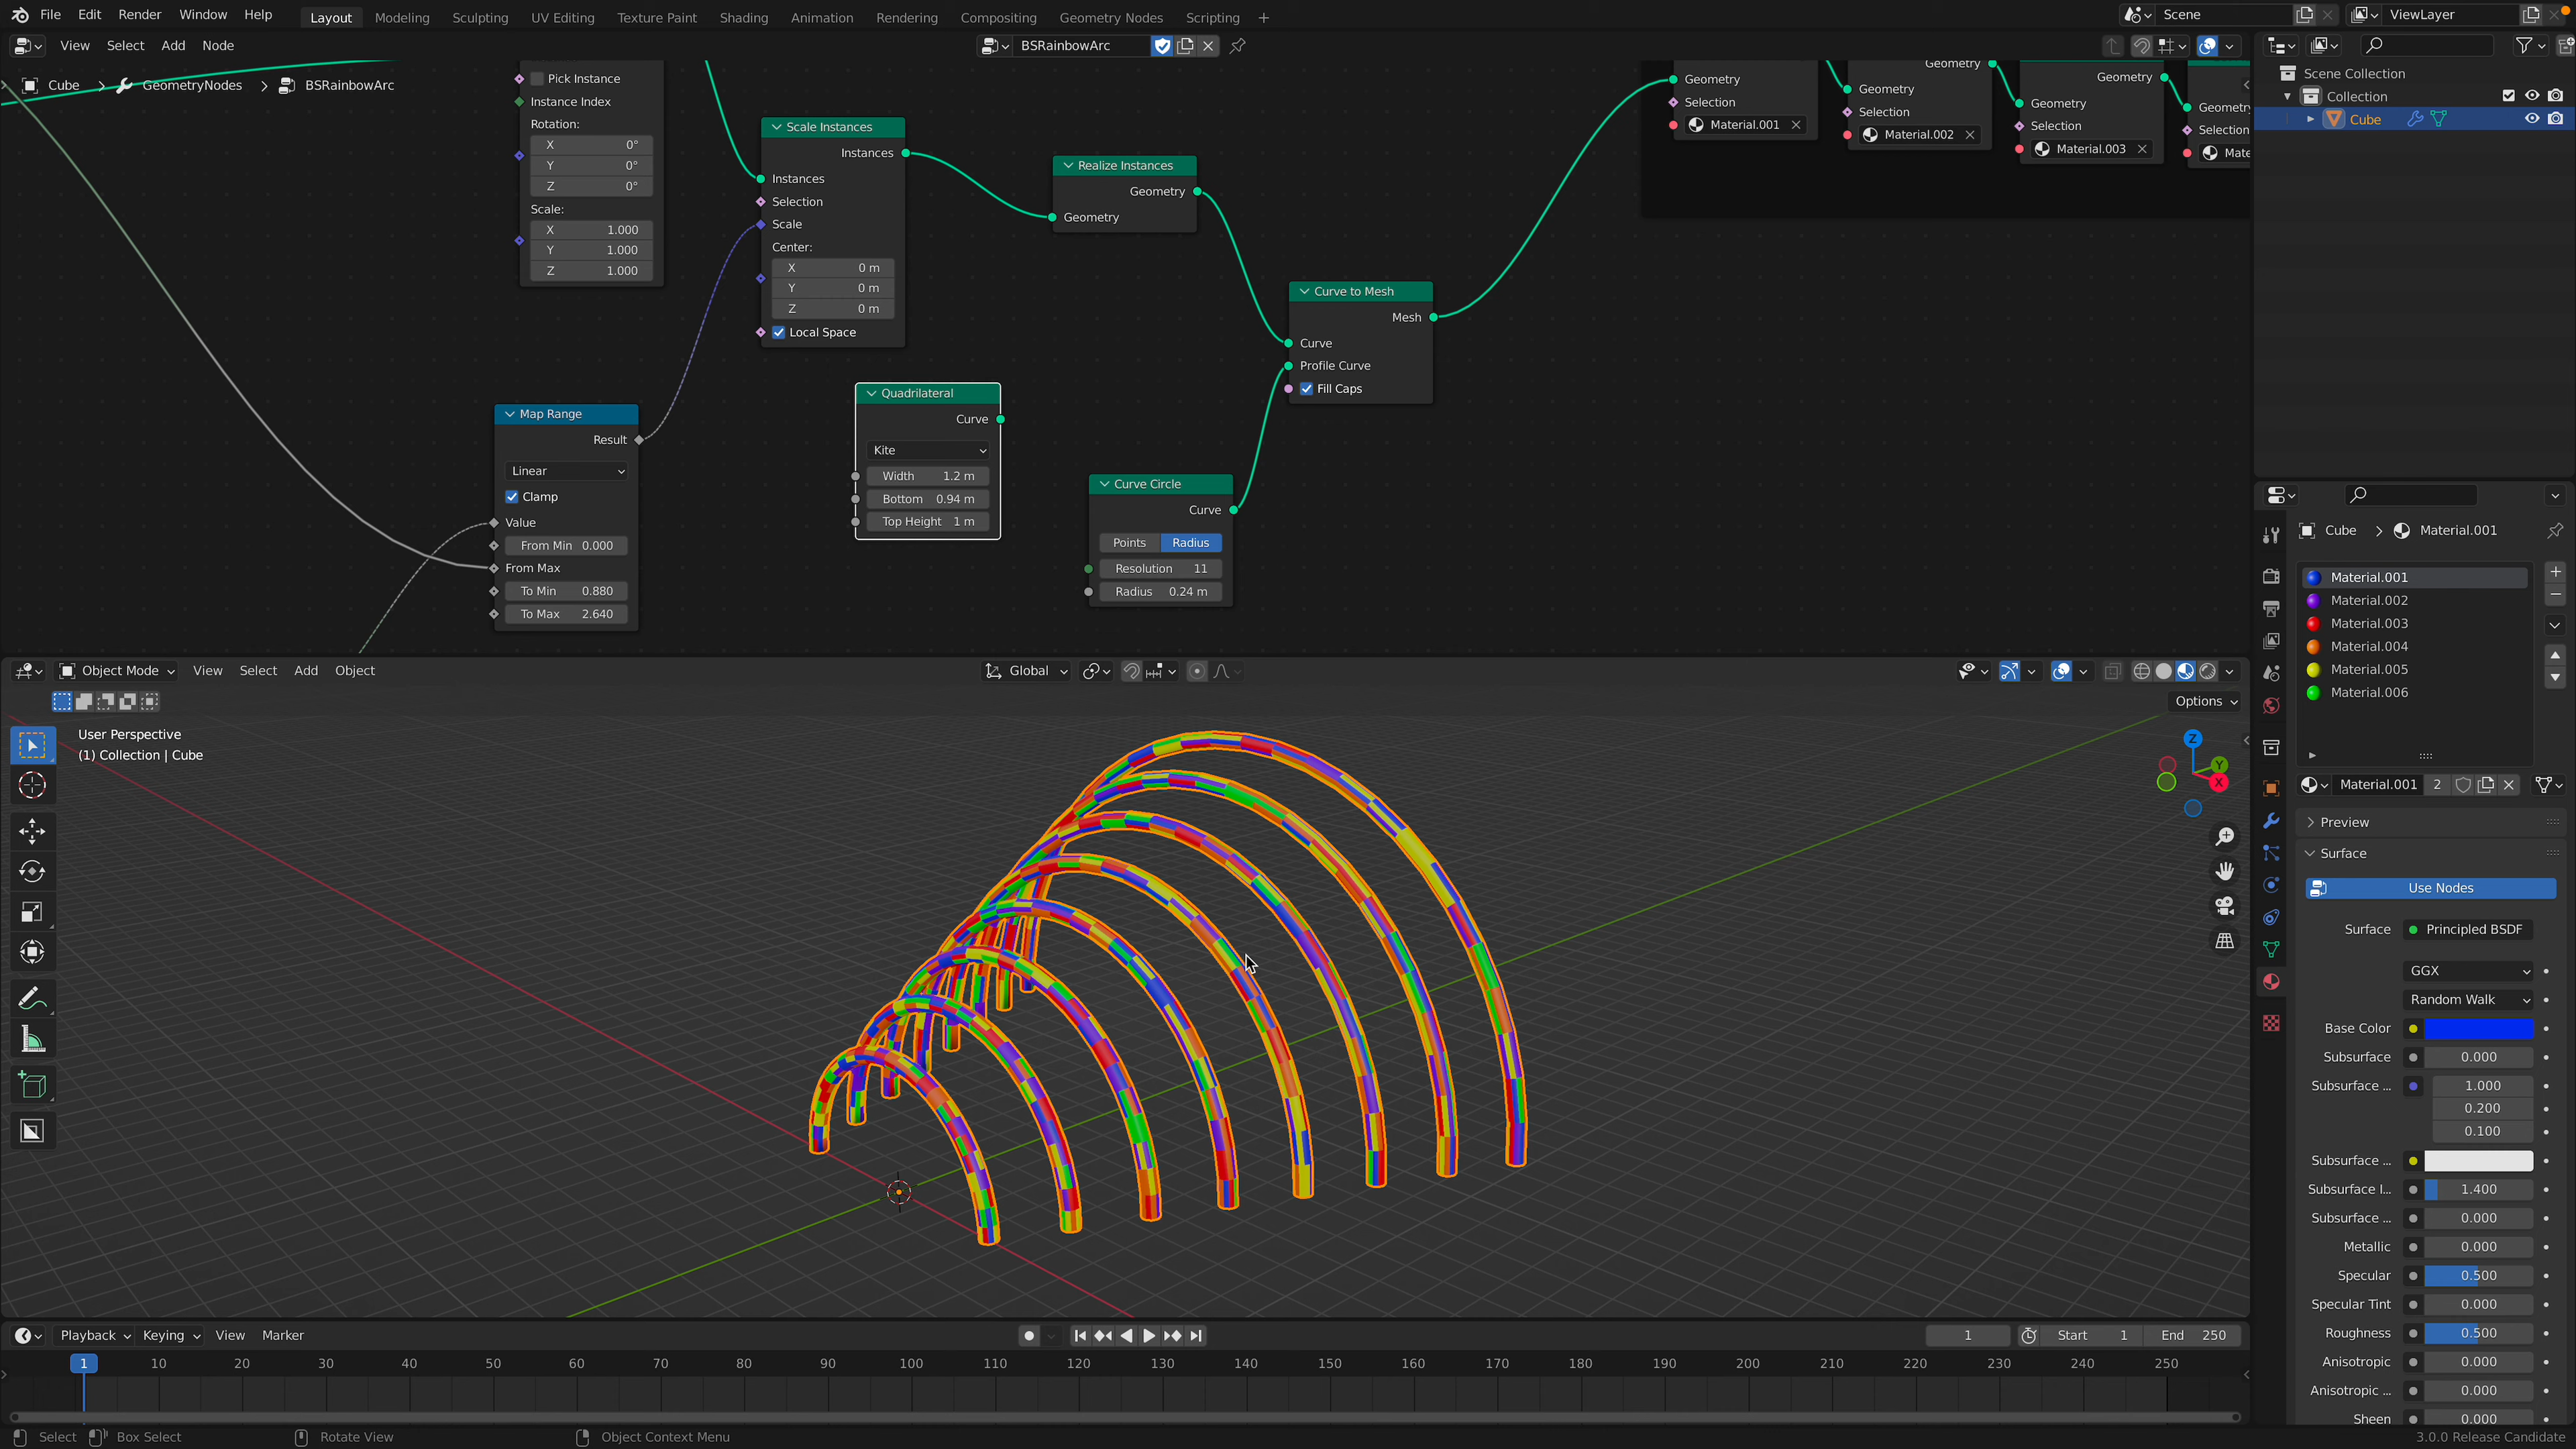 File Edit Render Window Help
Layout Modeling Sculpting UV Editing Texture Paint Shading Animation Rendering Compositing Geometry Nodes Scripting +
Scene
ViewLayer
View Select Add Node
BSRainbowArc
Cube > GeometryNodes > BSRainbowArc
Pick Instance
Instance Index
Rotation:
X 0°
Y 0°
Z 0°
Scale:
X 1.000
Y 1.000
Z 1.000
Scale Instances
Instances
Instances
Selection
Scale
Center:
X 0 m
Y 0 m
Z 0 m
Local Space
Realize Instances
Geometry
Geometry
Curve to Mesh
Mesh
Curve
Profile Curve
Fill Caps
Geometry
Selection
Material.001
Geometry
Geometry
Selection
Material.002
Geometry
Geometry
Selection
Material.003
Geometry
Selection
Mate
Map Range
Result
Linear
Clamp
Value
From Min 0.000
From Max
To Min 0.880
To Max 2.640
Quadrilateral
Curve
Kite
Width 1.2 m
Bottom 0.94 m
Top Height 1 m
Curve Circle
Curve
Points Radius
Resolution 11
Radius 0.24 m
Scene Collection
Collection
Cube
Cube > Material.001
Material.001
Material.002
Material.003
Material.004
Material.005
Material.006
Material.001 2
Preview
Surface
Use Nodes
Surface Principled BSDF
GGX
Random Walk
Base Color
Subsurface 0.000
Subsurface ... 1.000
0.200
0.100
Subsurface ...
Subsurface I... 1.400
Subsurface ... 0.000
Metallic 0.000
Specular 0.500
Specular Tint 0.000
Roughness 0.500
Anisotropic 0.000
Anisotropic ... 0.000
Sheen 0.000
Object Mode View Select Add Object
Global
Options
User Perspective
(1) Collection | Cube
Z
Y
X
Playback Keying View Marker
1 Start 1 End 250
1 10 20 30 40 50 60 70 80 90 100 110 120 130 140 150 160 170 180 190 200 210 220 230 240 250
Select Box Select Rotate View Object Context Menu
3.0.0 Release Candidate